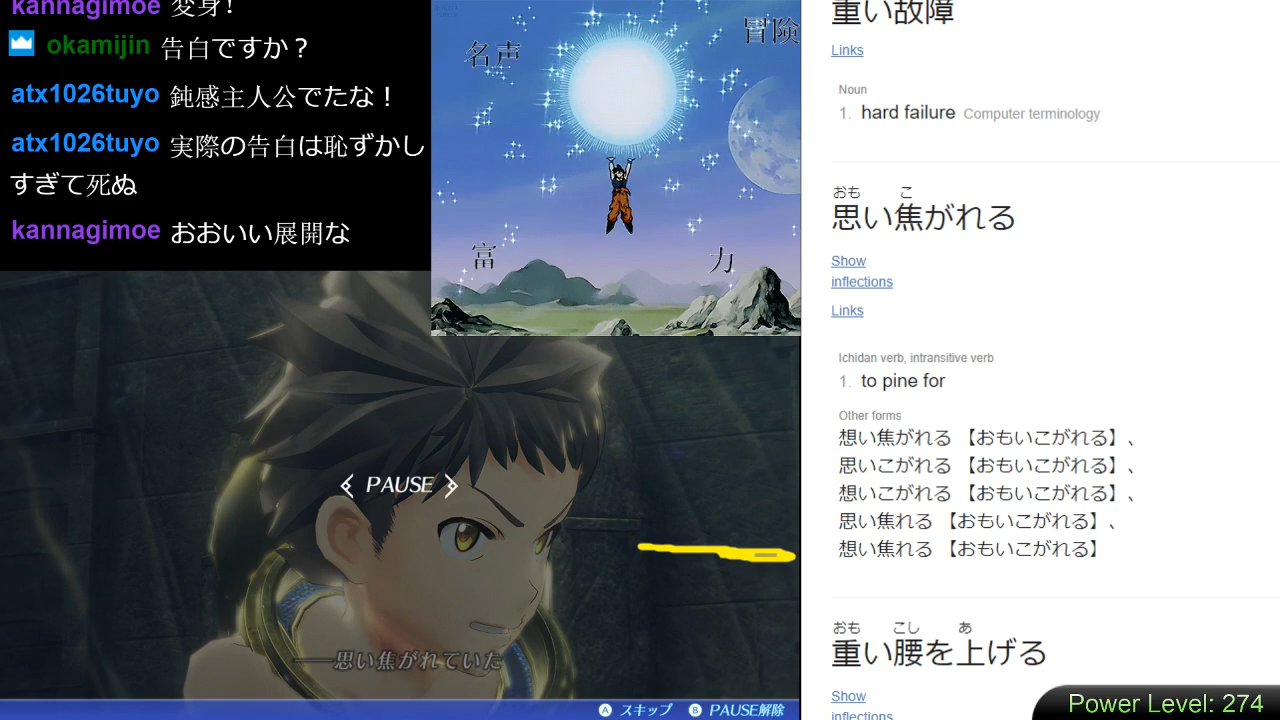 kannagimoe 変身!
okamijin 告白ですか？
atx1026tuyo 鈍感主人公でたな！
atx1026tuyo 実際の告白は恥ずかし
すぎて死ぬ
kannagimoe おおいい展開な
名声
冒険
富
力
PAUSE
──思い焦がれていた
A スキップ B PAUSE解除
重い故障
Links
Noun
1. hard failure Computer terminology
おも こ
思い焦がれる
Show
inflections
Links
Ichidan verb, intransitive verb
1. to pine for
Other forms
想い焦がれる 【おもいこがれる】、
思いこがれる 【おもいこがれる】、
想いこがれる 【おもいこがれる】、
思い焦れる 【おもいこがれる】、
想い焦れる 【おもいこがれる】
おも こし あ
重い腰を上げる
Show
inflections
Power Level: 274